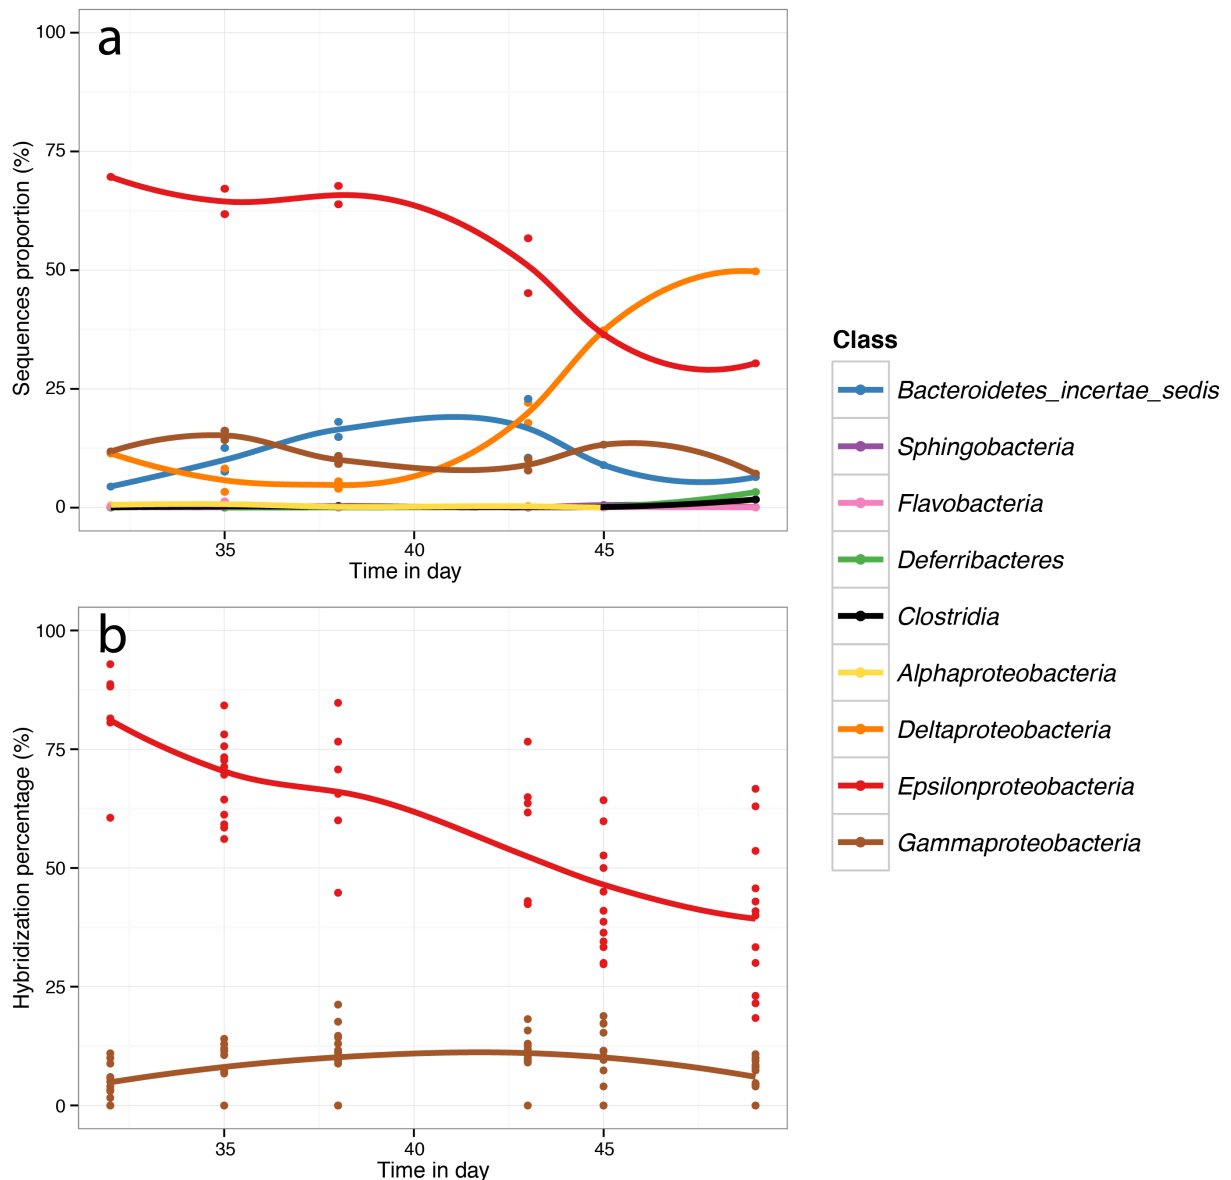 a
100
75
50
25
0
Sequences proportion (%)
35 40 45
Time in day
b
100
75
50
25
0
Hybridization percentage (%)
35 40 45
Time in day
Class
Bacteroidetes_incertae_sedis
Sphingobacteria
Flavobacteria
Deferribacteres
Clostridia
Alphaproteobacteria
Deltaproteobacteria
Epsilonproteobacteria
Gammaproteobacteria